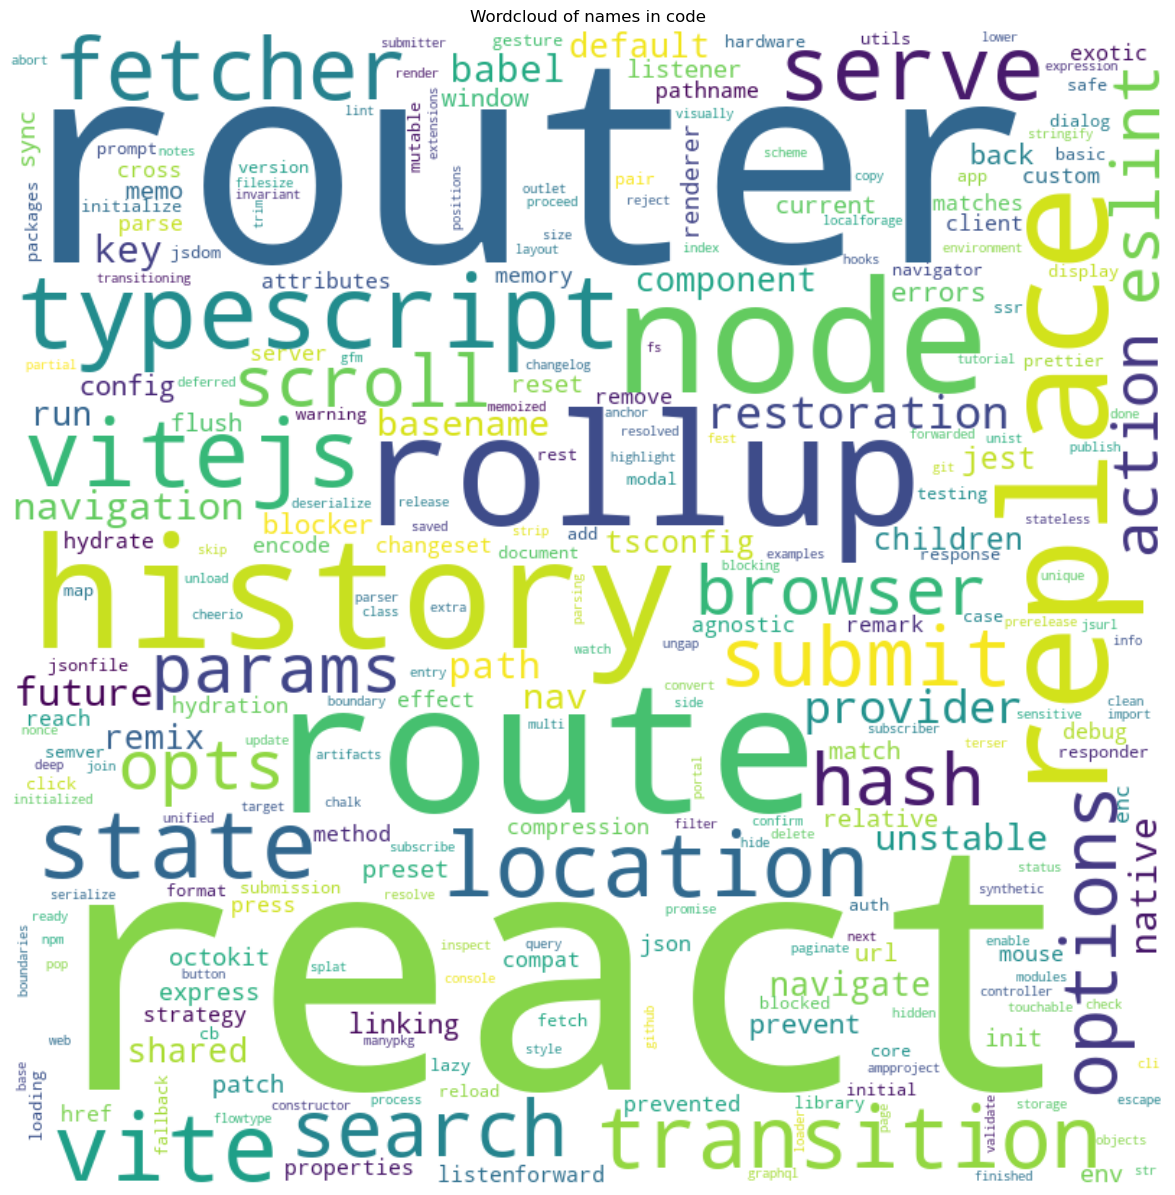 Wordcloud of names in code
abort
fetcher
submitter
render
gesture
babel
window
default
listener
pathname
hardware
serve
utils
lower
expression
exotic
safe
sync
router
lint
mutable
extensions
visually
dialog
stringify
eslint
packages
prompt
notes
cross
memo
initialize
parse
version
filesize
invariant
trim
positions
outlet
proceed
pair
reject
renderer
scheme
current
copy
localforage
back
basic
app
custom
matches
client
key
jsdom
size
layout
index
hooks
environment
transitioning
attributes
memory
component
navigator
errors
display
ssr
replace
typescript
node
partial
server
gfm
changelog
fs
tutorial
prettier
action
config
deferred
scroll
reset
remove
run
flush
warning
memoized
basename
anchor
resolved
restoration
done
vitejs
rollup
rest
highlight
modal
fest
forwarded
unist
git
jest
publish
testing
navigation
deserialize
release
blocker
saved
strip
add
stateless
hydrate
skip
encode
changeset
document
tsconfig
examples
children
response
history
map
unload
cheerio
parser
class
extra
parsing
blocking
browser
unique
case
prerelease
jsurl
agnostic
remark
info
jsonfile
params
entry
path
watch
ungap
submit
future
hydration
boundary
effect
nav
convert
side
provider
clean
import
sensitive
reach
nonce
remix
update
route
multi
subscriber
debug
semver
deep
join
opts
artifacts
portal
match
terser
responder
click
initialized
target
chalk
hash
enc
unified
method
compression
filter
confirm
delete
relative
options
state
subscribe
preset
location
hide
unstable
status
native
serialize
format
submission
press
resolve
promise
auth
synthetic
ready
react
npm
boundaries
pop
octokit
button
splat
inspect
query
console
compat
json
next
paginate
url
enable
mouse
modules
express
strategy
cb
linking
manypkg
fetch
style
github
navigate
blocked
prevent
hidden
controller
touchable
check
init
web
shared
lazy
core
ampproject
cli
base
loading
patch
process
reload
initial
href
fallback
flowtype
constructor
prevented
library
page
validate
storage
escape
vite
search
transition
loader
objects
properties
listenforward
graphql
finished
env
str